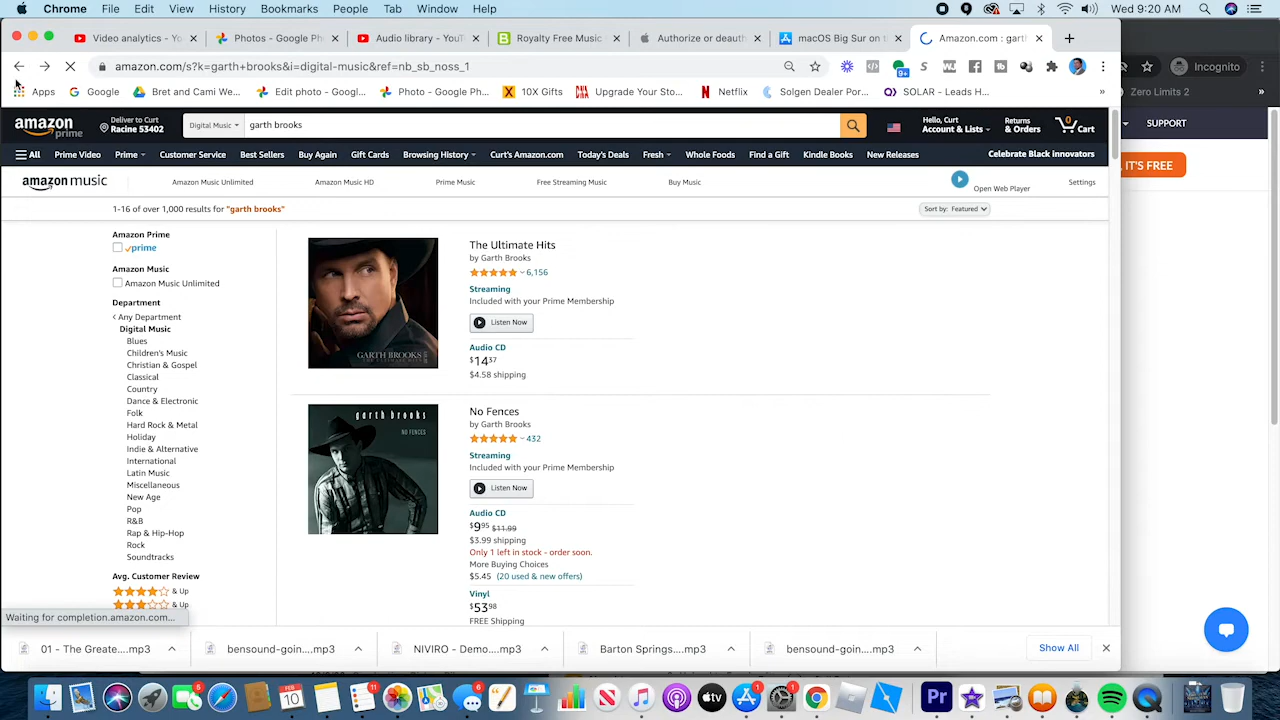 Chrome File Edit View History Bookmarks People Tab Window Help Wed 9:20 AM
Video analytics - Y... Photos - Google Ph... Audio library - YouT... Royalty Free Music... Authorize or deauth... macOS Big Sur on t... Amazon.com : garth
amazon.com/s?k=garth+brooks&i=digital-music&ref=nb_sb_noss_1 9+ Incognito
Apps Google Bet and Cami We... Edit photo - Googl... Photo - Google Ph... 10X Gifts Upgrade Your Sto... Netflix Solgen Dealer Por... SOLAR - Leads H... » Zero Limits 2 »
amazon prime Deliver to Curt Racine 53402 Digital Music garth brooks Hello, Curt Account & Lists Returns & Orders 0 Cart SUPPORT
All Prime Video Prime Customer Service Best Sellers Buy Again Gift Cards Browsing History Curt's Amazon.com Today's Deals Fresh Whole Foods Find a Gift Kindle Books New Releases Celebrate Black Innovators
IT'S FREE
amazon music Amazon Music Unlimited Amazon Music HD Prime Music Free Streaming Music Buy Music Open Web Player Settings
1-16 of over 1,000 results for "garth brooks" Sort by: Featured
Amazon Prime
prime
Amazon Music
Amazon Music Unlimited
Department
Any Department
Digital Music
Blues
Children's Music
Christian & Gospel
Classical
Country
Dance & Electronic
Folk
Hard Rock & Metal
Holiday
Indie & Alternative
International
Latin Music
Miscellaneous
New Age
Pop
R&B
Rap & Hip-Hop
Rock
Soundtracks
Avg. Customer Review
& Up
& Up
GARTH BROOKS
The Ultimate Hits
by Garth Brooks
6,156
Streaming
Included with your Prime Membership
Listen Now
Audio CD
$14.37
$4.58 shipping
garth brooks
NO FENCES
No Fences
by Garth Brooks
432
Streaming
Included with your Prime Membership
Listen Now
Audio CD
$9.95 $11.99
$3.99 shipping
Only 1 left in stock - order soon.
More Buying Choices
$5.45 (20 used & new offers)
Vinyl
$53.98
FREE Shipping
Waiting for completion.amazon.com...
01 - The Greate....mp3 bensound-goin....mp3 NIVIRO - Demo....mp3 Barton Springs....mp3 bensound-goin....mp3 Show All